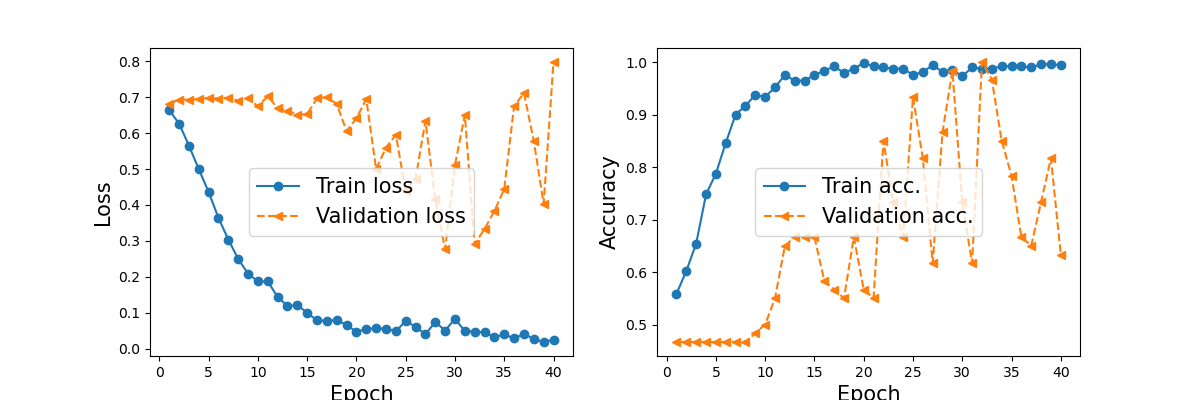 Loss
0.8
0.7
0.6
0.5
0.4
0.3
0.2
0.1
0.0
Train loss
Validation loss
0 5 10 15 20 25 30 35 40
Epoch
Accuracy
1.0
0.9
0.8
0.7
0.6
0.5
Train acc.
Validation acc.
0 5 10 15 20 25 30 35 40
Epoch